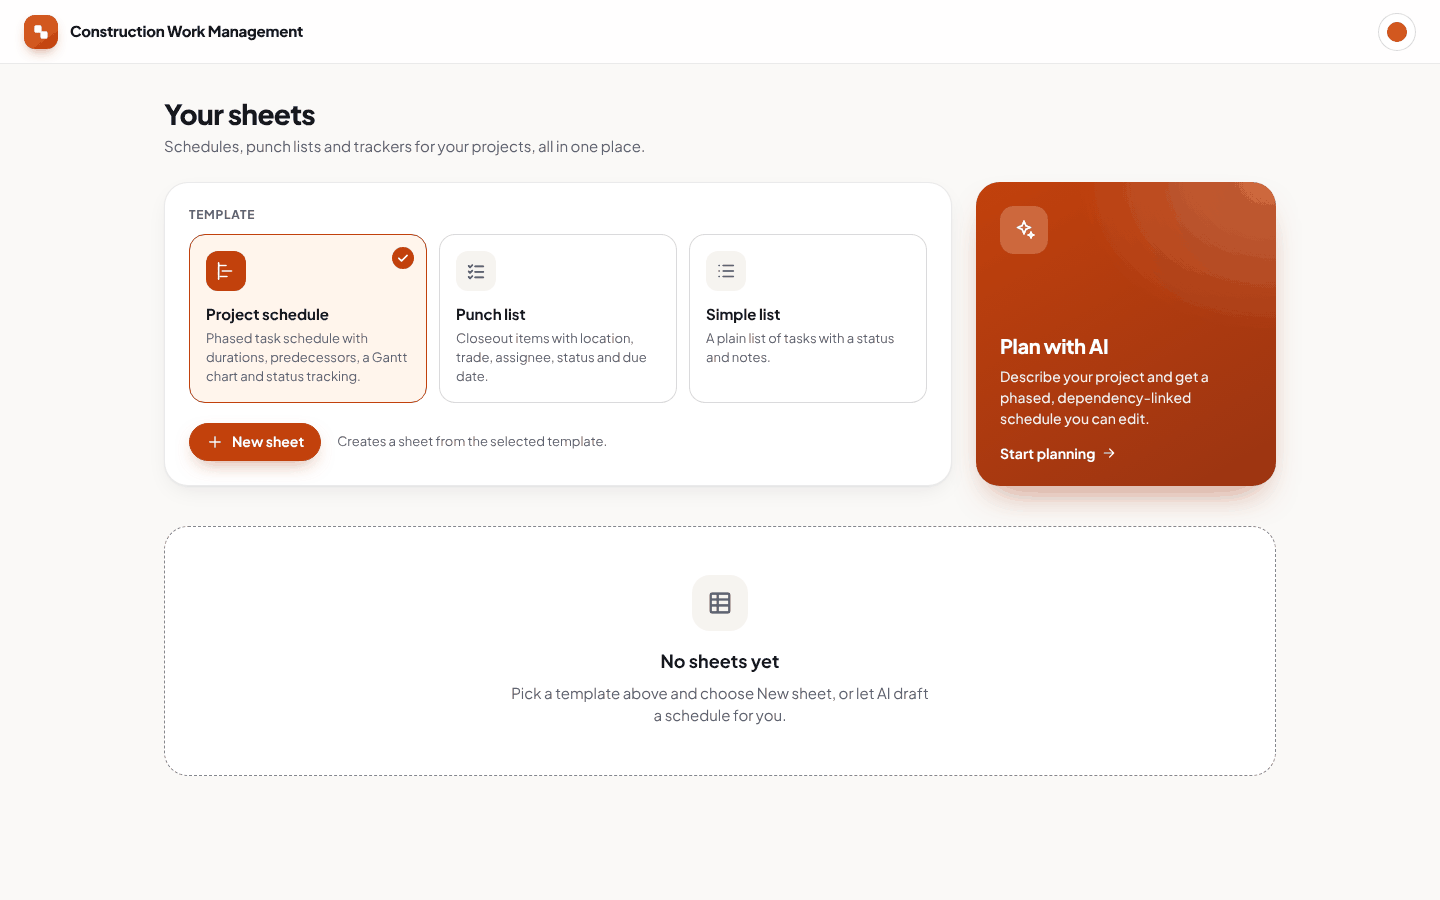 Construction Work Management
Your sheets
Schedules, punch lists and trackers for your projects, all in one place.
TEMPLATE
Project schedule
Phased task schedule with
durations, predecessors, a Gantt
chart and status tracking.
Punch list
Closeout items with location,
trade, assignee, status and due
date.
Simple list
A plain list of tasks with a status
and notes.
New sheet
Creates a sheet from the selected template.
Plan with AI
Describe your project and get a
phased, dependency-linked
schedule you can edit.
Start planning
No sheets yet
Pick a template above and choose New sheet, or let AI draft
a schedule for you.